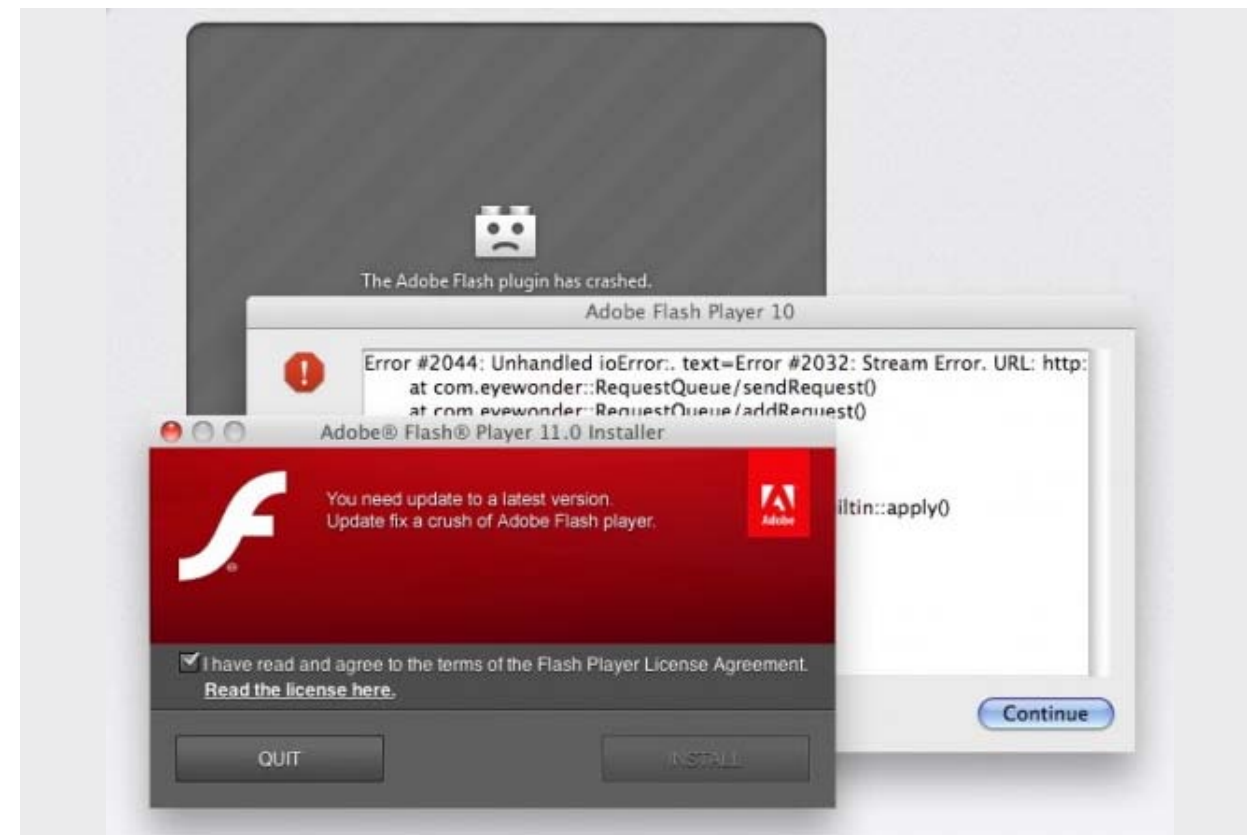 The Adobe Flash plugin has crashed.
Adobe Flash Player 10
Error #2044: Unhandled ioError:. text=Error #2032: Stream Error. URL: http:
at com.eyewonder::RequestQueue/sendRequest()
at com.eyewonder::RequestQueue/addRequest()
iltin::apply()
Continue
Adobe® Flash® Player 11.0 Installer
You need update to a latest version.
Update fix a crush of Adobe Flash player.
Adobe
I have read and agree to the terms of the Flash Player License Agreement.
Read the license here.
QUIT
INSTALL